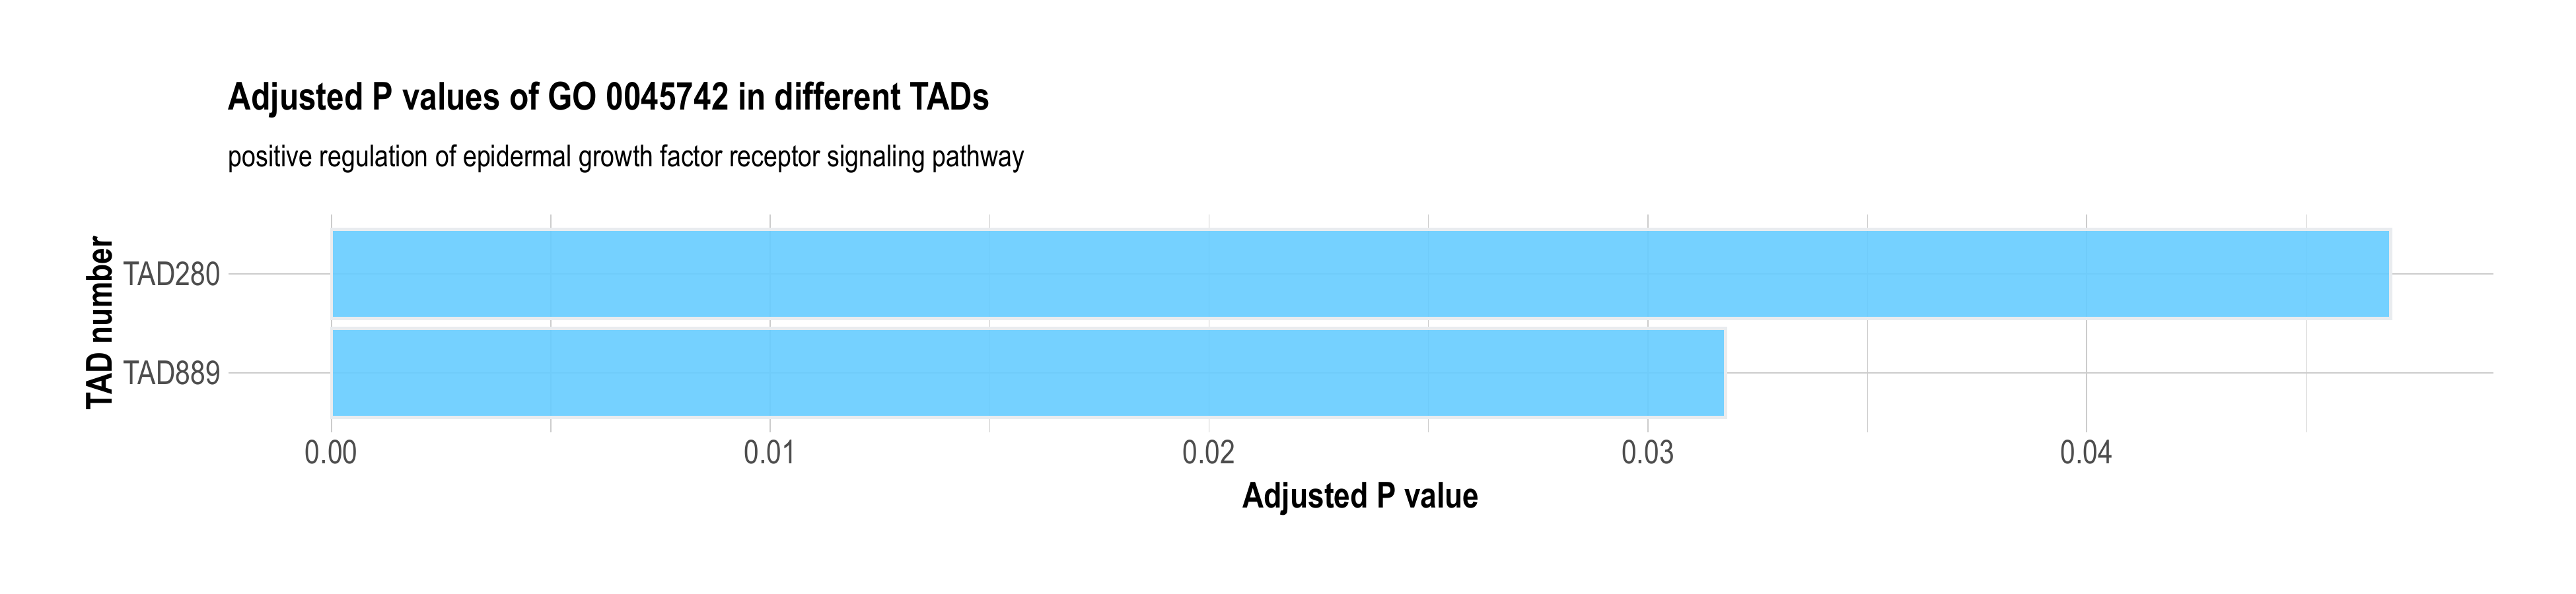 Adjusted P values of GO 0045742 in different TADs
positive regulation of epidermal growth factor receptor signaling pathway
TAD number
TAD280
TAD889
0.00 0.01 0.02 0.03 0.04
Adjusted P value